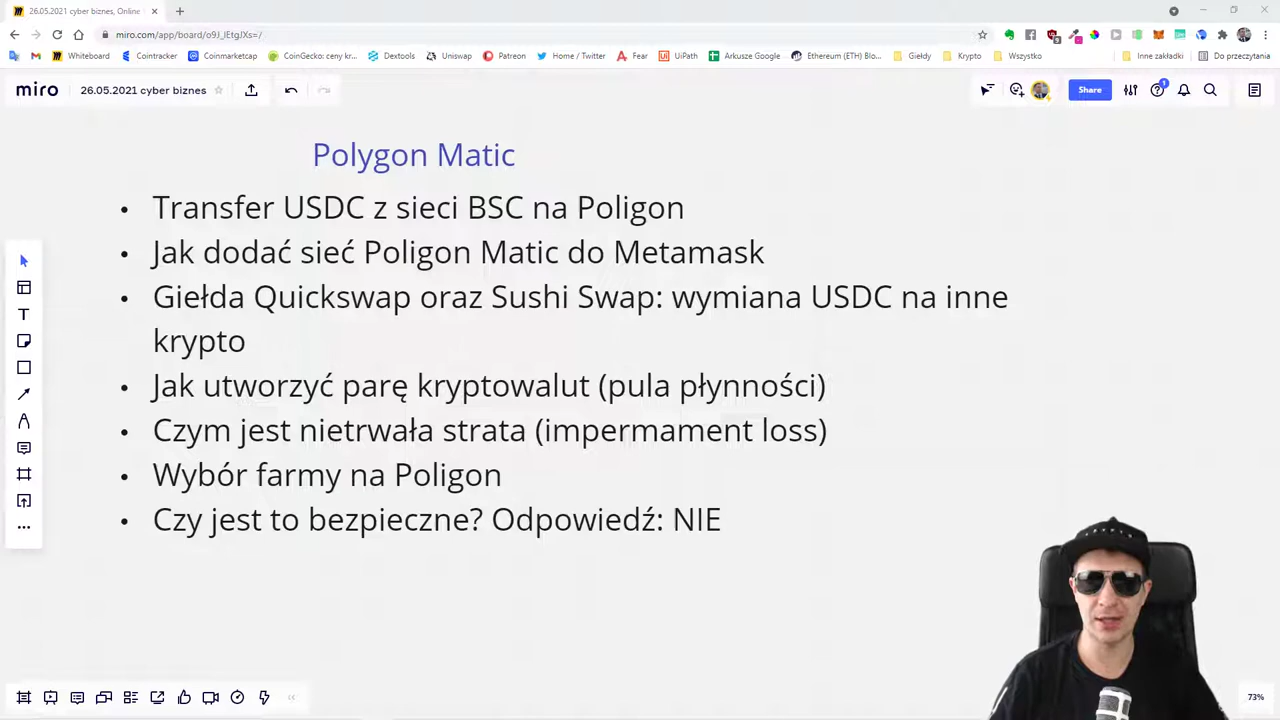 26.05.2021 cyber biznes, Online
miro.com/app/board/o9J_lEtgJXs=/
Whiteboard Cointracker Coinmarketcap CoinGecko: ceny kr... Dextools Uniswap Patreon Home / Twitter Fear UiPath Arkusze Google Ethereum (ETH) Blo... Giełdy Krypto Wszystko Inne zakładki Do przeczytania
miro 26.05.2021 cyber biznes Share 1
Polygon Matic
• Transfer USDC z sieci BSC na Poligon
• Jak dodać sieć Poligon Matic do Metamask
• Giełda Quickswap oraz Sushi Swap: wymiana USDC na inne
krypto
• Jak utworzyć parę kryptowalut (pula płynności)
• Czym jest nietrwała strata (impermament loss)
• Wybór farmy na Poligon
• Czy jest to bezpieczne? Odpowiedź: NIE
73%